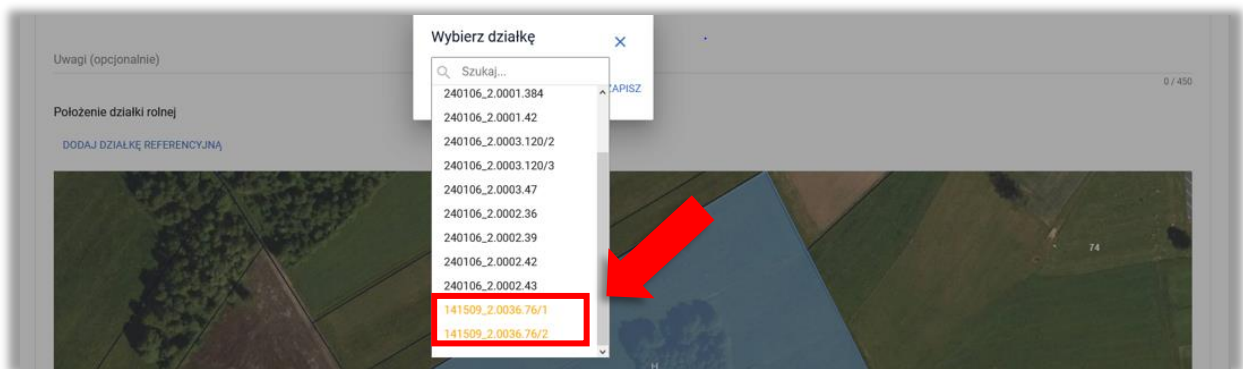 Wybierz działkę
Uwagi (opcjonalnie)
Szukaj...
0 / 450
ZAPISZ
240106_2.0001.384
Położenie działki rolnej
240106_2.0001.42
DODAJ DZIAŁKĘ REFERENCYJNĄ
240106_2.0003.120/2
240106_2.0003.120/3
240106_2.0003.47
240106_2.0002.36
240106_2.0002.39
74
240106_2.0002.42
240106_2.0002.43
141509_2.0036.76/1
141509_2.0036.76/2
H